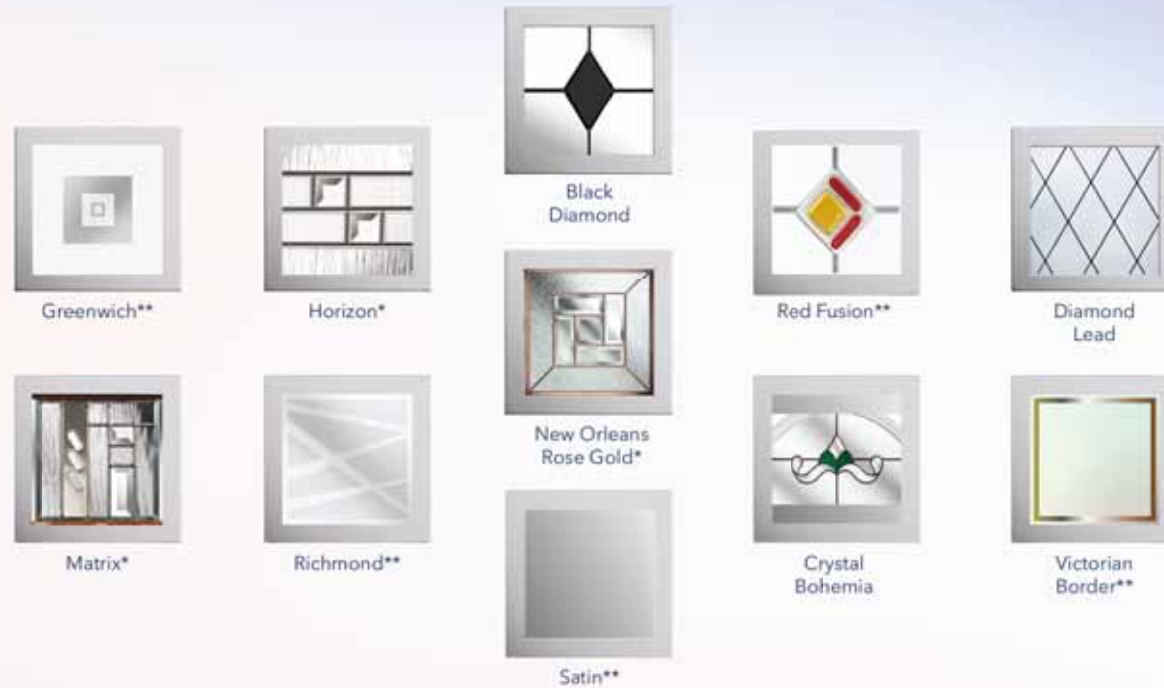 Black
Diamond
Greenwich**
Horizon*
Red Fusion**
Diamond
Lead
New Orleans
Rose Gold*
Matrix*
Richmond**
Crystal
Bohemia
Victorian
Border**
Satin**